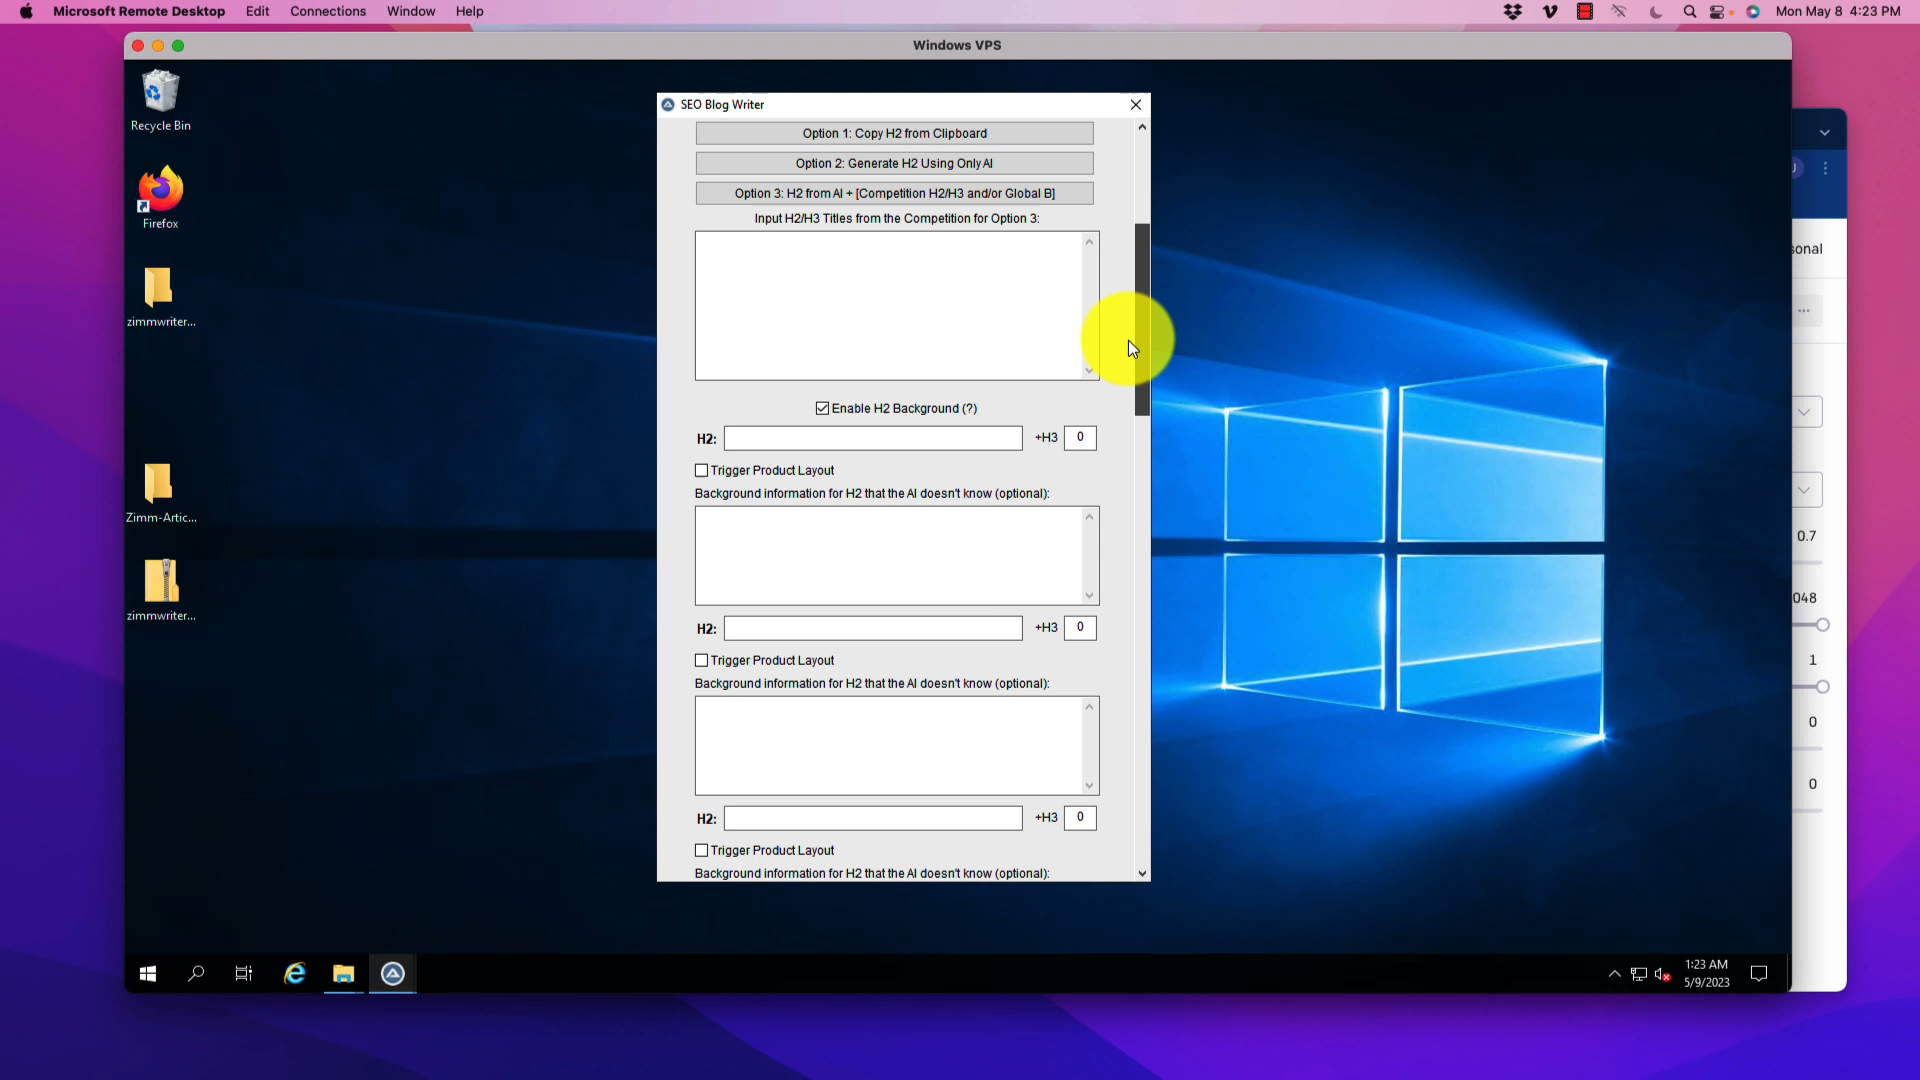 Microsoft Remote Desktop Edit Connections Window Help Mon May 8 4:23 PM
Windows VPS
Recycle Bin
Firefox
zimmwriter...
Zimm-Artic...
zimmwriter...
SEO Blog Writer
Option 1: Copy H2 from Clipboard
Option 2: Generate H2 Using Only AI
Option 3: H2 from AI + [Competition H2/H3 and/or Global B]
Input H2/H3 Titles from the Competition for Option 3:
Enable H2 Background (?)
H2: +H3 0
Trigger Product Layout
Background information for H2 that the AI doesn't know (optional):
H2: +H3 0
Trigger Product Layout
Background information for H2 that the AI doesn't know (optional):
H2: +H3 0
Trigger Product Layout
Background information for H2 that the AI doesn't know (optional):
sonal
...
0.7
048
1
0
0
1:23 AM
5/9/2023